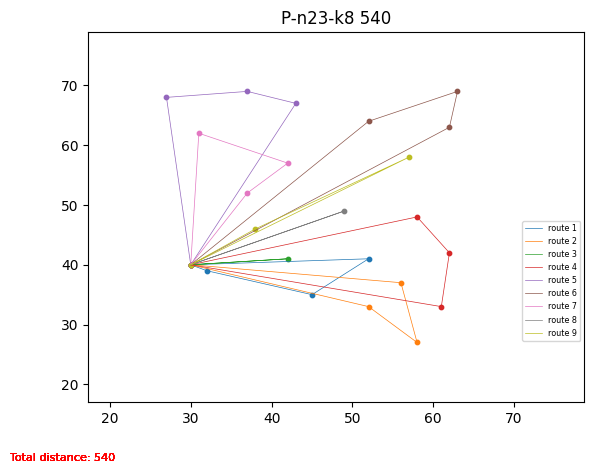 P-n23-k8 540
70
60
50
40
30
20
20
30
40
50
60
70
route 1
route 2
route 3
route 4
route 5
route 6
route 7
route 8
route 9
Total distance: 540